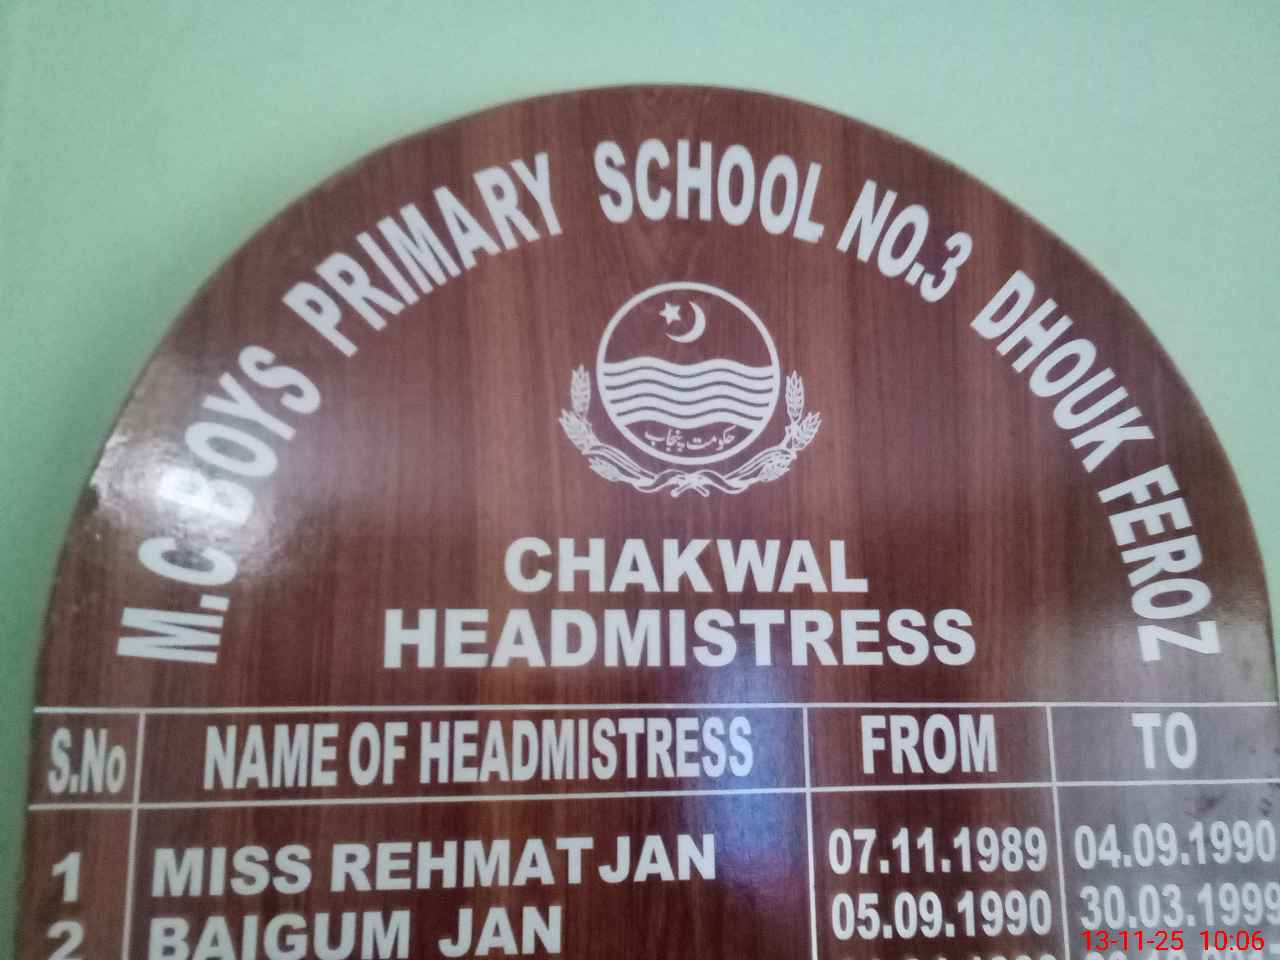 M.C BOYS PRIMARY SCHOOL NO.3 DHOUK FEROZ
حکومت پنجاب
CHAKWAL
HEADMISTRESS
S.No NAME OF HEADMISTRESS FROM TO
1 MISS REHMAT JAN 07.11.1989 04.09.1990
2 BAIGUM JAN 05.09.1990 30.03.1999
13-11-25 10:06